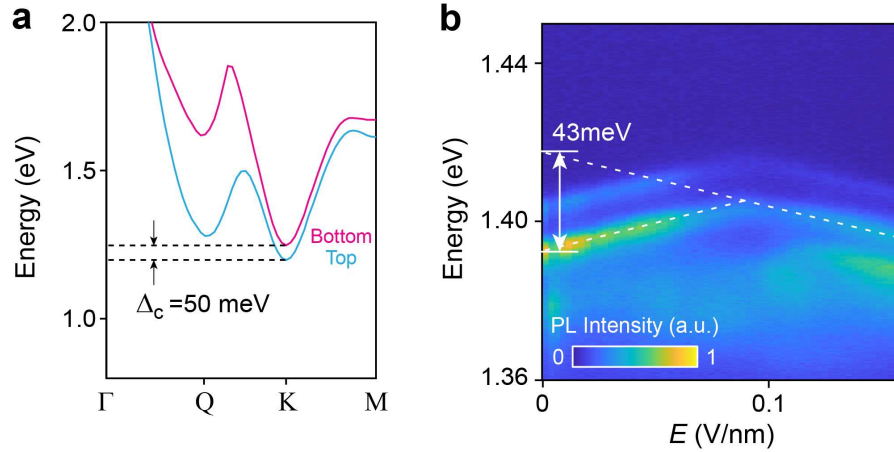 a
2.0
1.5
1.0
Energy (eV)
Bottom
Top
Δc =50 meV
Γ
Q
K
M
b
1.44
1.40
1.36
Energy (eV)
43meV
PL Intensity (a.u.)
0
1
0
0.1
E (V/nm)